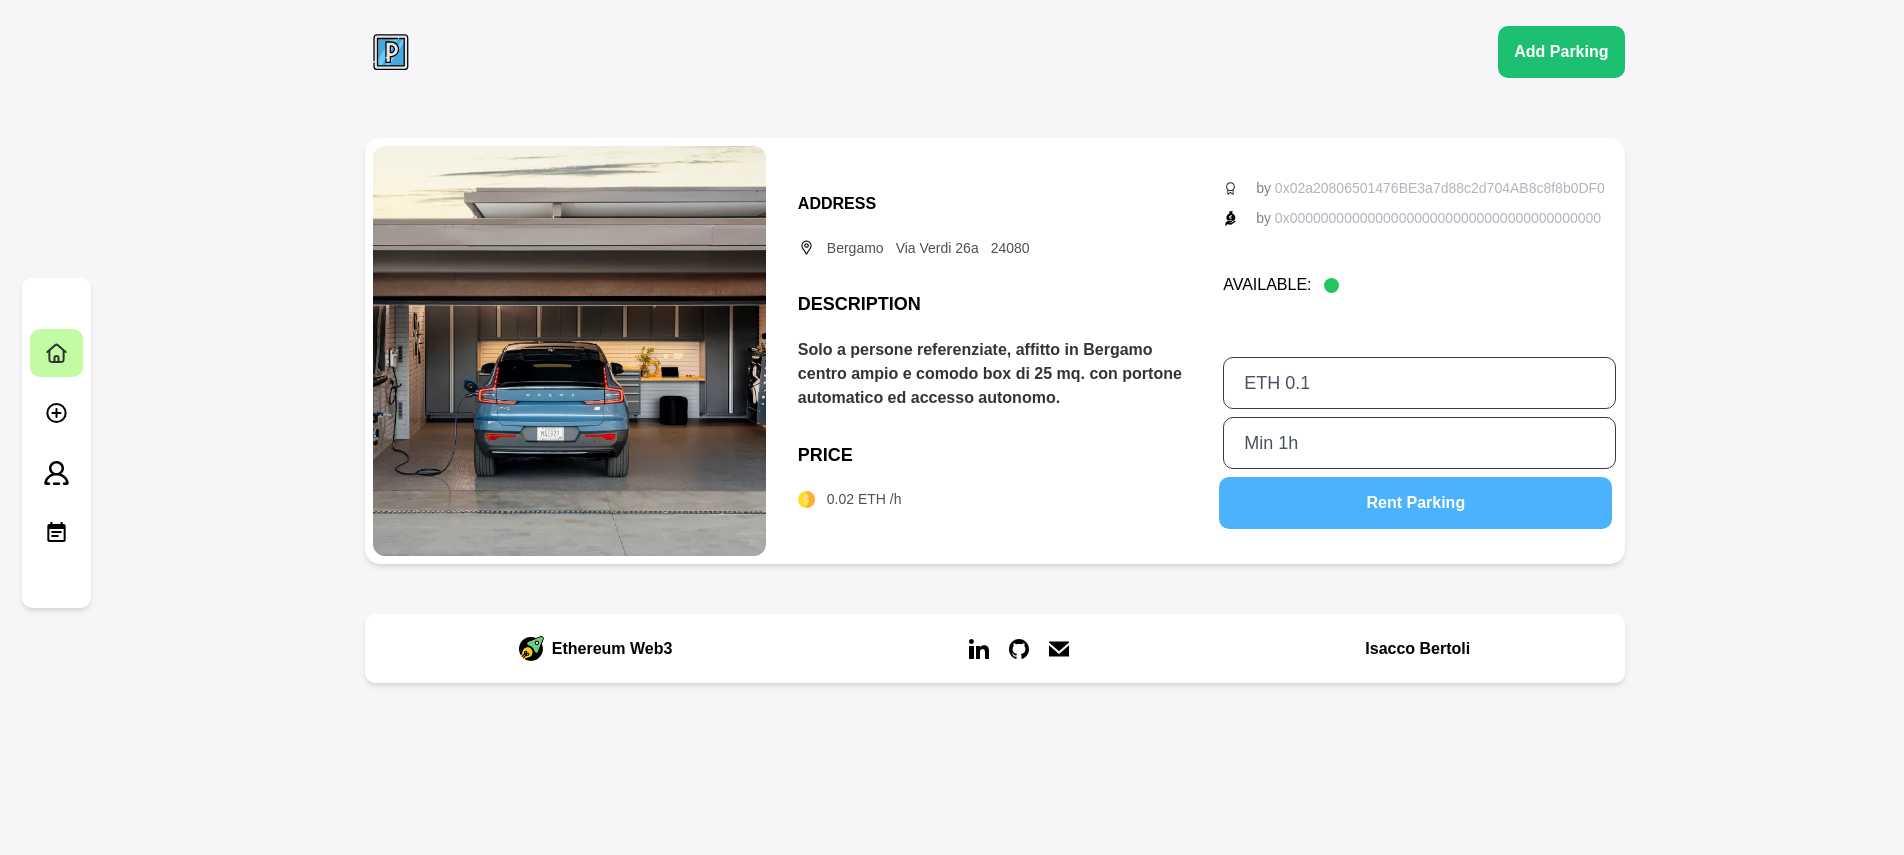 P
Add Parking
ADDRESS
Bergamo Via Verdi 26a 24080
DESCRIPTION
Solo a persone referenziate, affitto in Bergamo
centro ampio e comodo box di 25 mq. con portone
automatico ed accesso autonomo.
PRICE
0.02 ETH /h
by 0x02a20806501476BE3a7d88c2d704AB8c8f8b0DF0
by 0x0000000000000000000000000000000000000000
AVAILABLE:
ETH 0.1
Min 1h
Rent Parking
VOLVO
Ethereum Web3
in
Isacco Bertoli